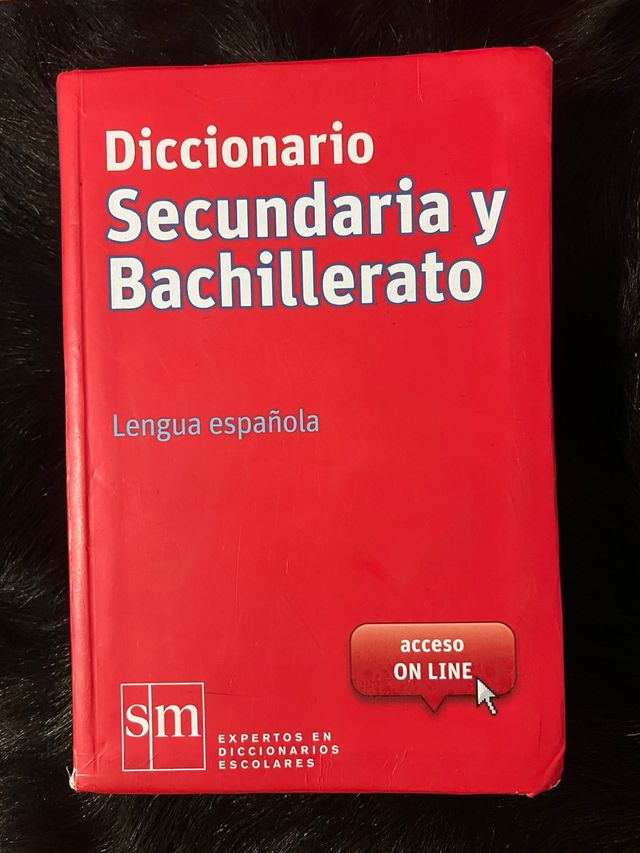 Diccionario
Secundaria y
Bachillerato
Lengua española
acceso
ON LINE
sm
EXPERTOS EN
DICCIONARIOS
ESCOLARES